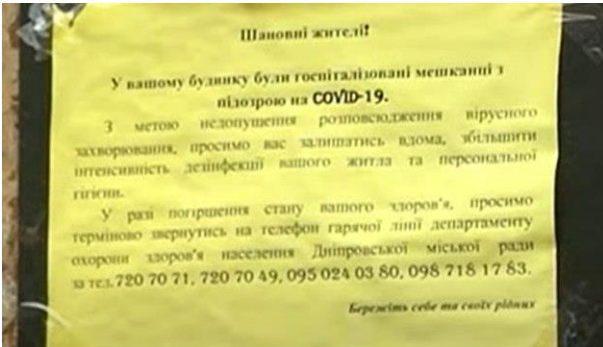 Шановні жителі!
У вашому будинку були госпіталізовані мешканці з
підозрою на COVID-19.
З метою недопущення розповсюдження вірусного
захворювання, просимо вас залишатись вдома, збільшити
інтенсивність дезінфекції вашого житла та персональної
гігієни.
У разі погіршення стану вашого здоров'я, просимо
терміново звернутись на телефон гарячої лінії департаменту
охорони здоров'я населення Дніпровської міської ради
за тел. 720 70 71, 720 70 49, 095 024 03 80, 098 718 17 83.
Бережіть себе та своїх рідних